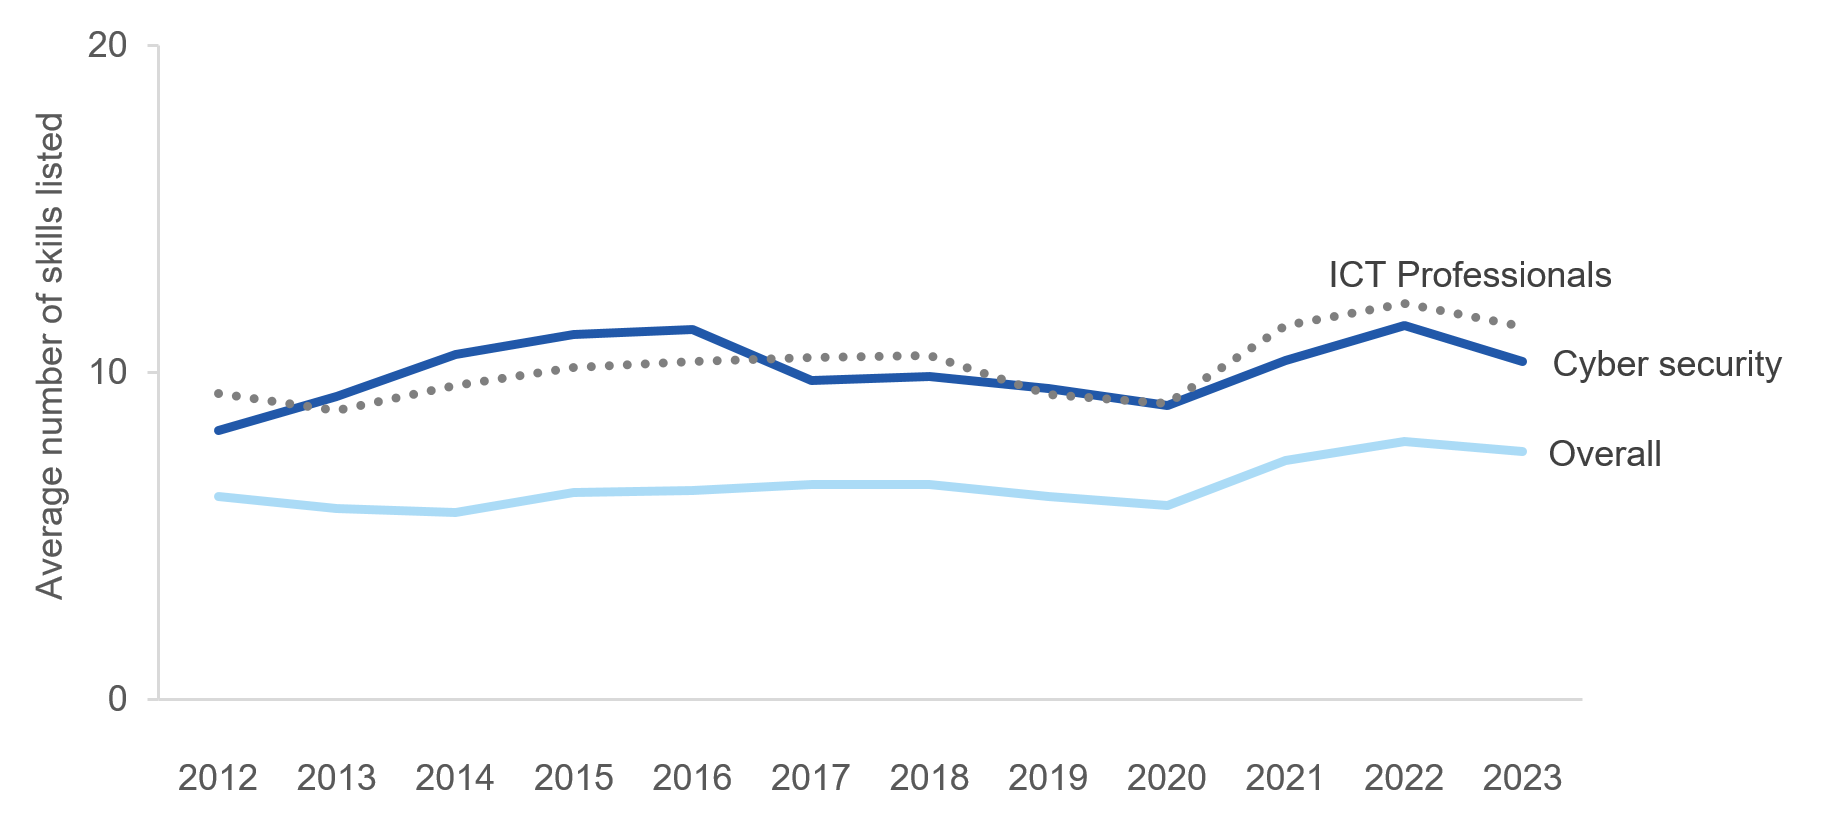 20
Average number of skills listed
ICT Professionals
10
Cyber security
Overall
0
2012 2013 2014 2015 2016 2017 2018 2019 2020 2021 2022 2023